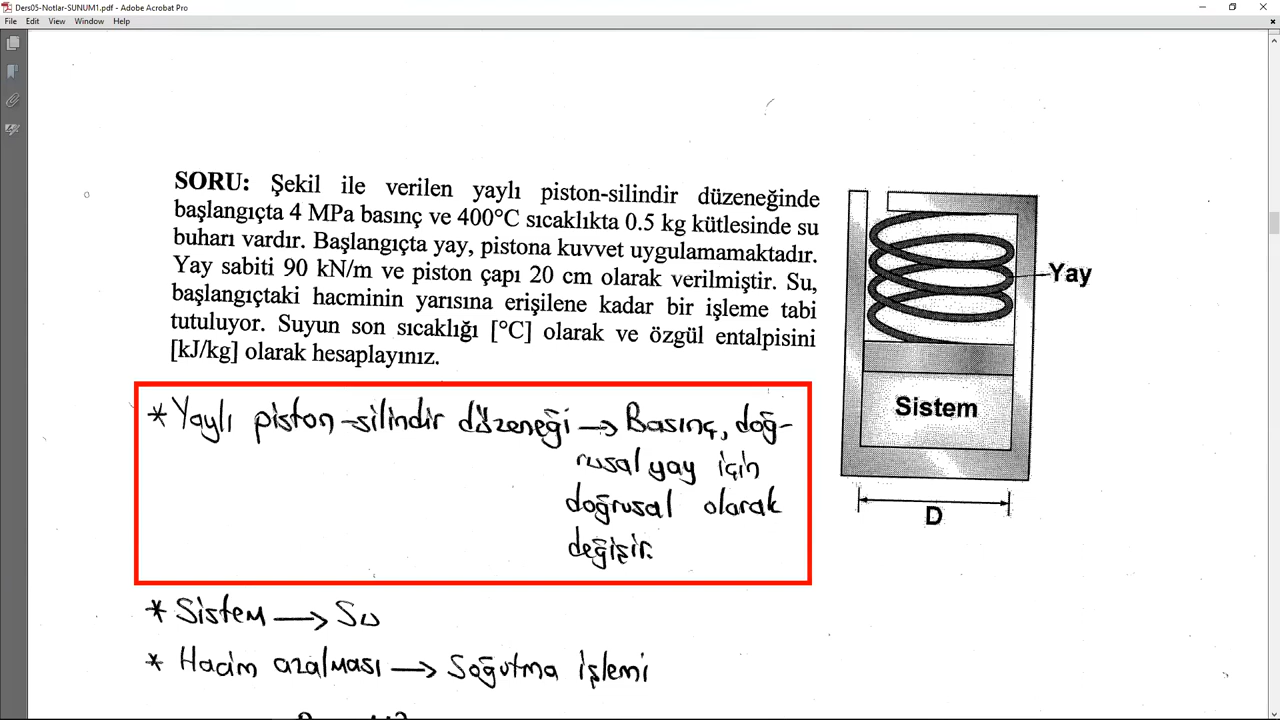 Ders05-Notlar-SUNUM1.pdf - Adobe Acrobat Pro
File Edit View Window Help
SORU: Şekil ile verilen yaylı piston-silindir düzeneğinde
başlangıçta 4 MPa basınç ve 400°C sıcaklıkta 0.5 kg kütlesinde su
buharı vardır. Başlangıçta yay, pistona kuvvet uygulamamaktadır.
Yay sabiti 90 kN/m ve piston çapı 20 cm olarak verilmiştir. Su,
başlangıçtaki hacminin yarısına erişilene kadar bir işleme tabi
tutuluyor. Suyun son sıcaklığı [°C] olarak ve özgül entalpisini
[kJ/kg] olarak hesaplayınız.
Yay
Sistem
D
* Yaylı piston-silindir düzeneği → Basınç, doğ-
rusal yay için
doğrusal olarak
değişir.
* Sistem → Su
* Hacim azalması → Soğutma işlemi